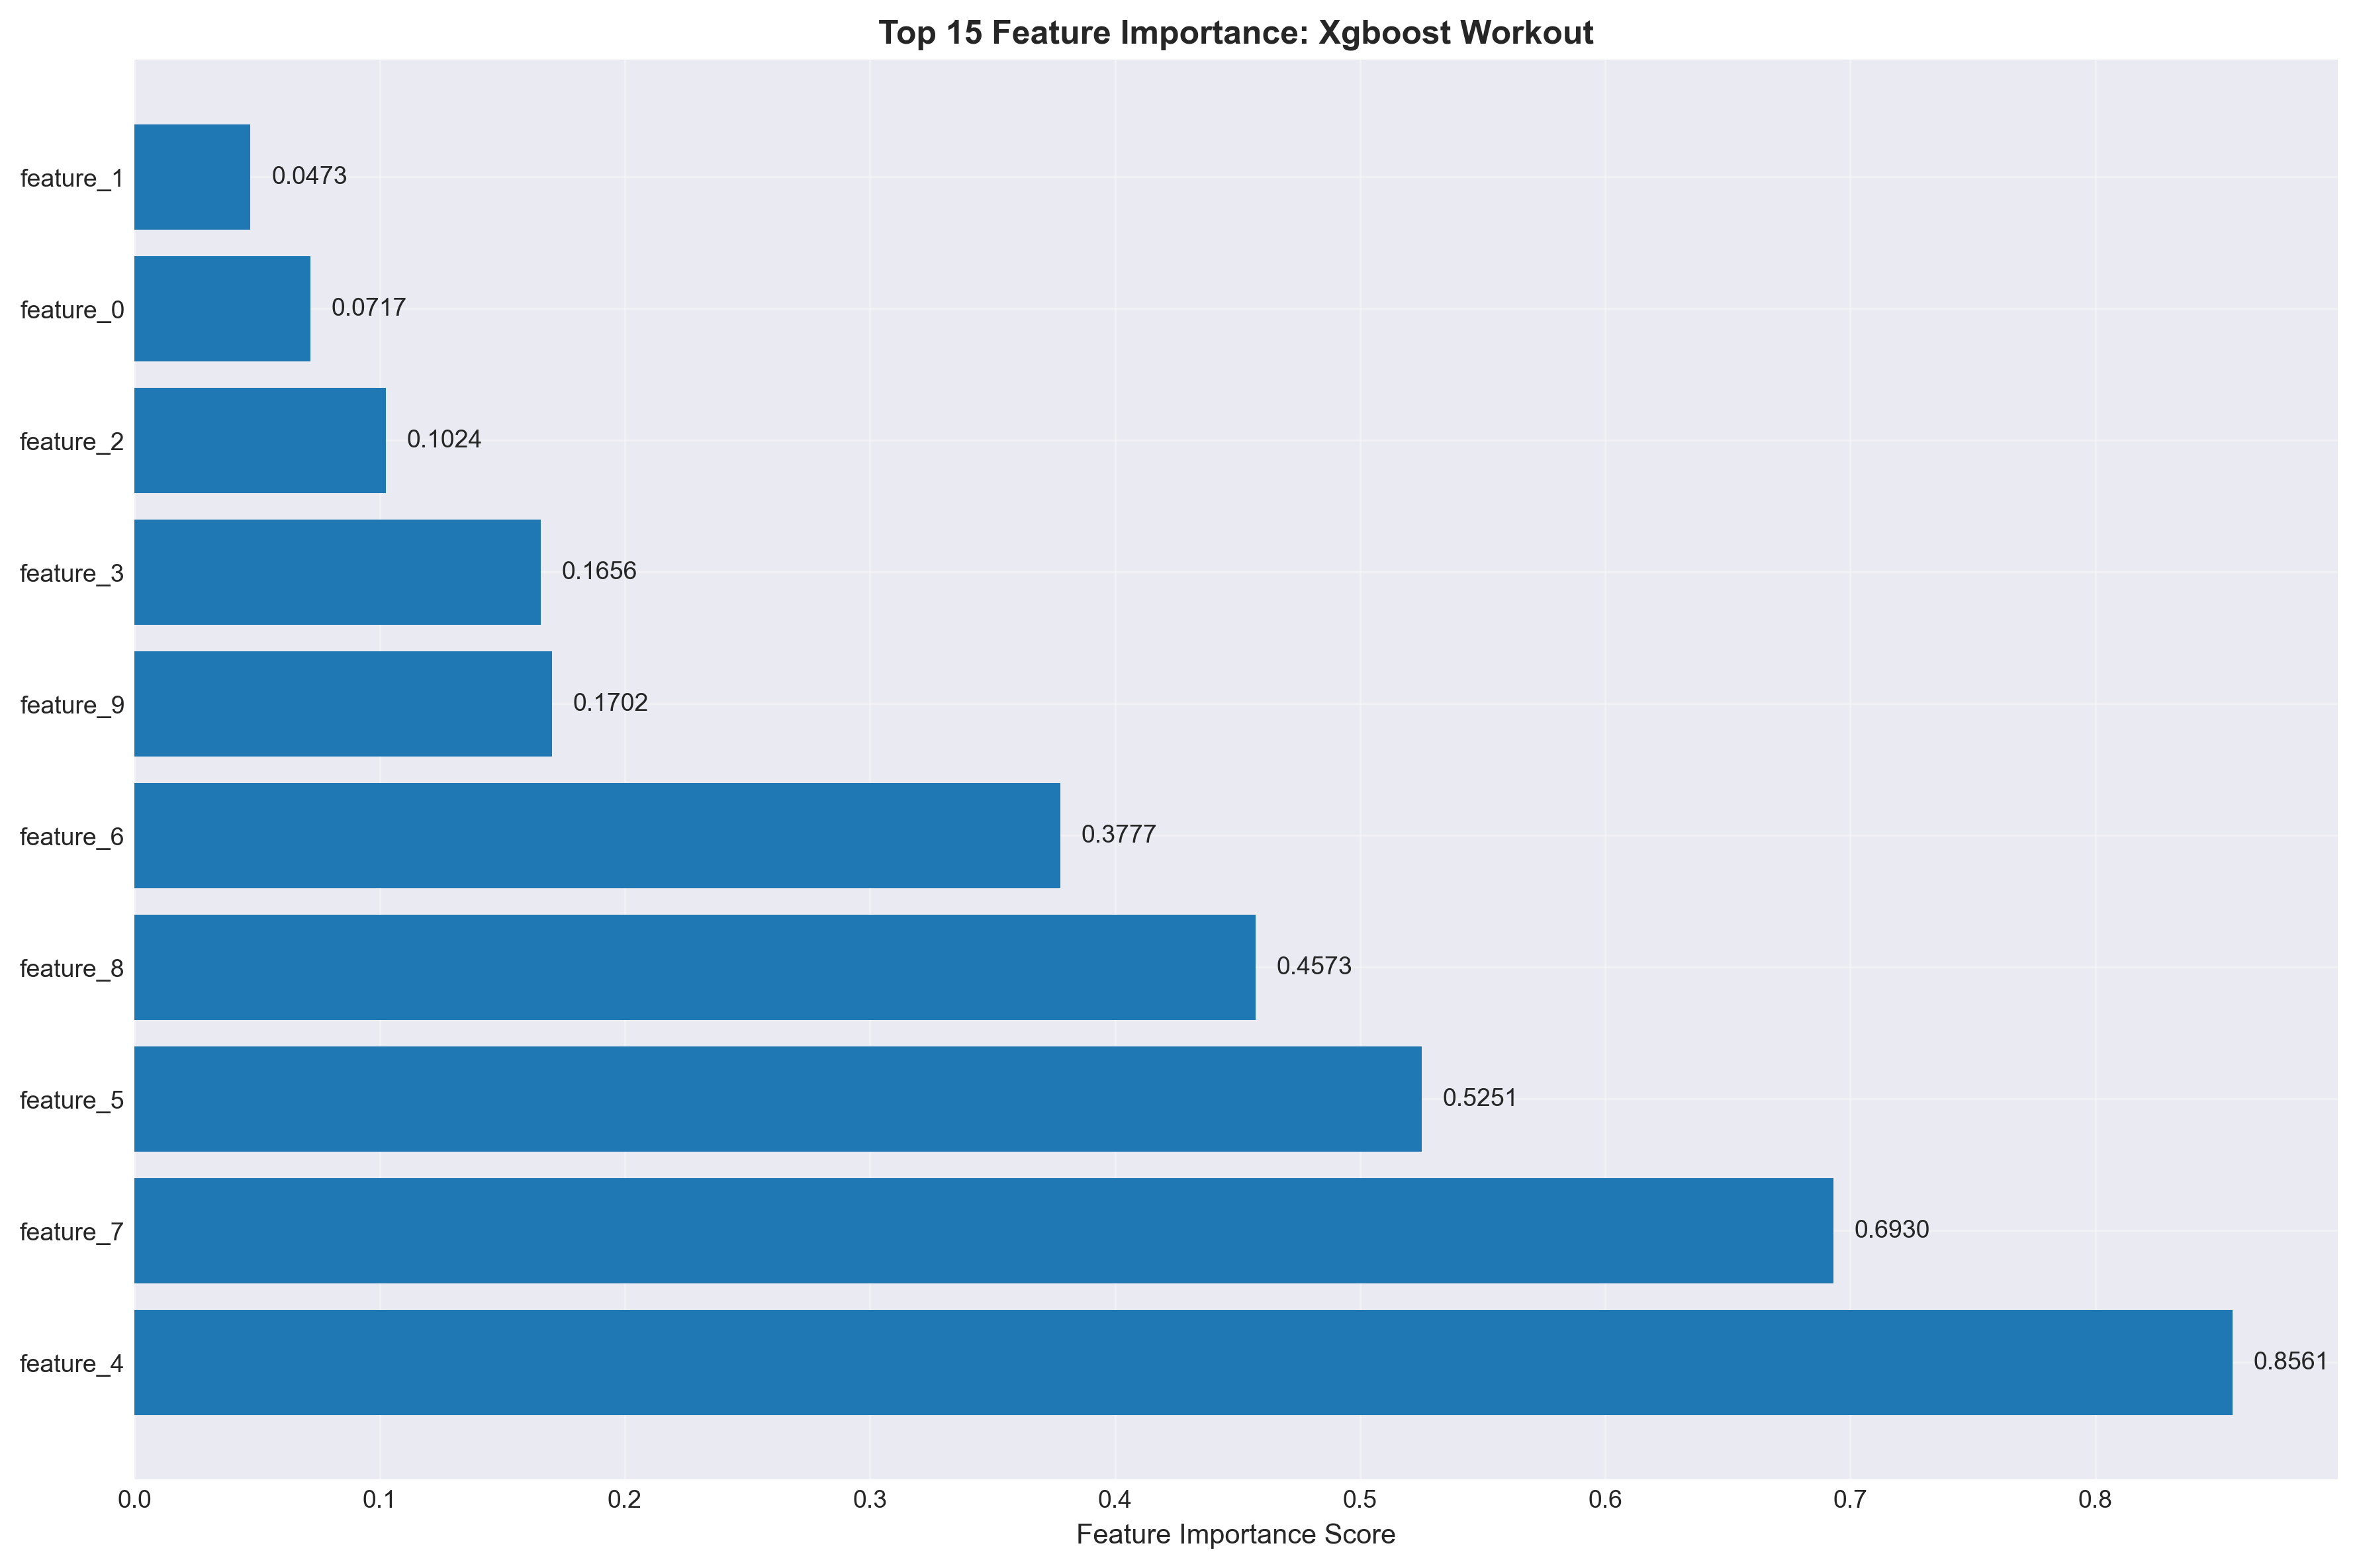 Top 15 Feature Importance: Xgboost Workout
feature_1 0.0473
feature_0 0.0717
feature_2 0.1024
feature_3 0.1656
feature_9 0.1702
feature_6 0.3777
feature_8 0.4573
feature_5 0.5251
feature_7 0.6930
feature_4 0.8561
0.0 0.1 0.2 0.3 0.4 0.5 0.6 0.7 0.8
Feature Importance Score